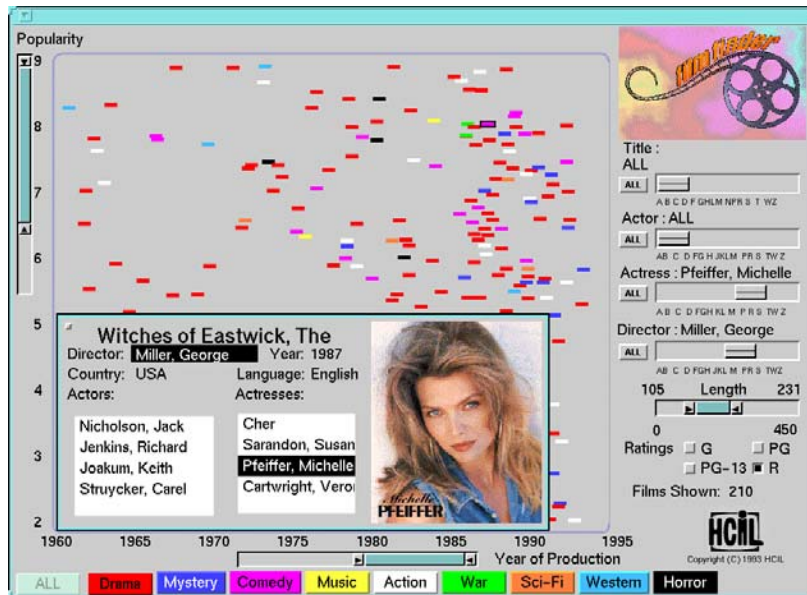 Popularity
9
8
7
6
5
4
3
2
1960 1965 1970 1975 1980 1985 1990 1995
Year of Production
Witches of Eastwick, The
Director: Miller, George Year: 1987
Country: USA Language: English
Actors: Actresses:
Nicholson, Jack
Jenkins, Richard
Joakum, Keith
Struycker, Carel
Cher
Sarandon, Susan
Pfeiffer, Michelle
Cartwright, Vero
Michelle
PFEIFFER
Title :
ALL
ALL
A B C D F G H L M N P R S T W Z
Actor : ALL
ALL
A B C D F G H J K L M P R S T W Z
Actress : Pfeiffer, Michelle
ALL
A B C D F G H K L M P R S T W Z
Director : Miller, George
ALL
A B C D F G H J K L M P R S T W Z
105 Length 231
0 450
Ratings G PG
PG-13 R
Films Shown: 210
HCIL
Copyright (C) 1993 HCIL
ALL Drama Mystery Comedy Music Action War Sci-Fi Western Horror